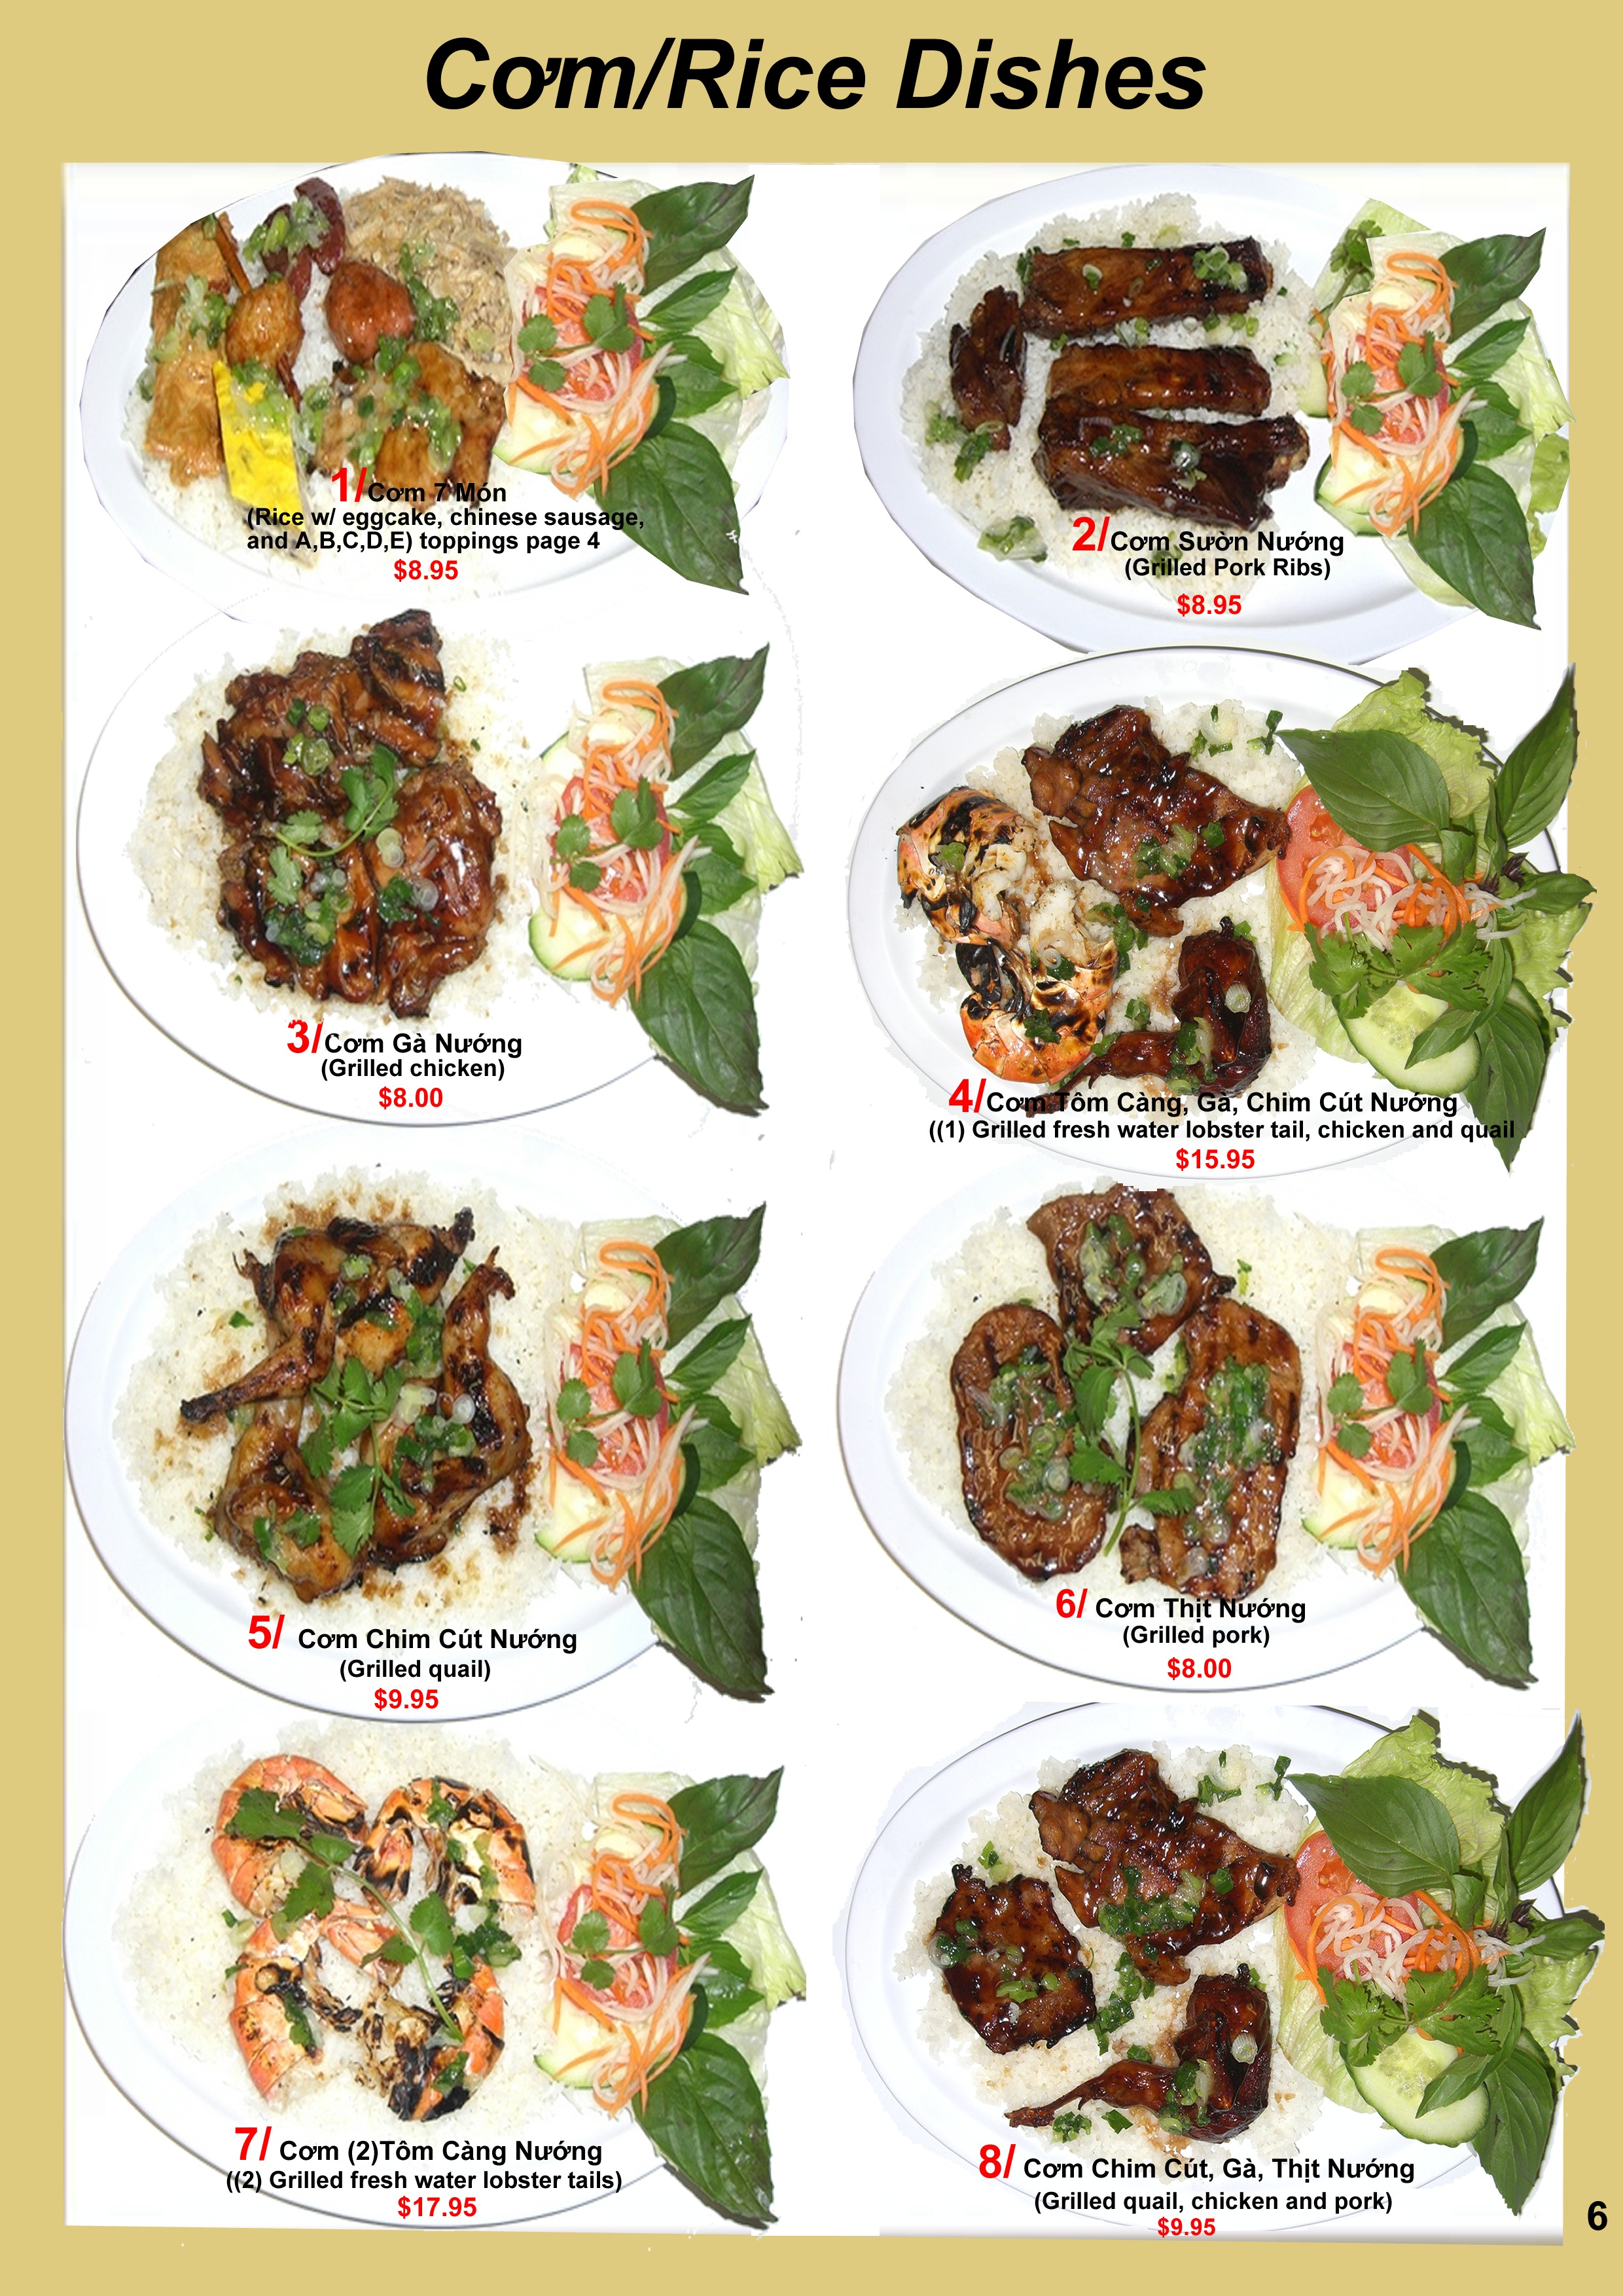 Cơm/Rice Dishes
1/Cơm 7 Món
(Rice w/ eggcake, chinese sausage,
and A,B,C,D,E) toppings page 4
$8.95
2/Cơm Sườn Nướng
(Grilled Pork Ribs)
$8.95
3/Cơm Gà Nướng
(Grilled chicken)
$8.00
4/Cơm Tôm Càng, Gà, Chim Cút Nướng
((1) Grilled fresh water lobster tail, chicken and quail
$15.95
5/ Cơm Chim Cút Nướng
(Grilled quail)
$9.95
6/ Cơm Thịt Nướng
(Grilled pork)
$8.00
7/ Cơm (2)Tôm Càng Nướng
((2) Grilled fresh water lobster tails)
$17.95
8/ Cơm Chim Cút, Gà, Thịt Nướng
(Grilled quail, chicken and pork)
$9.95
6